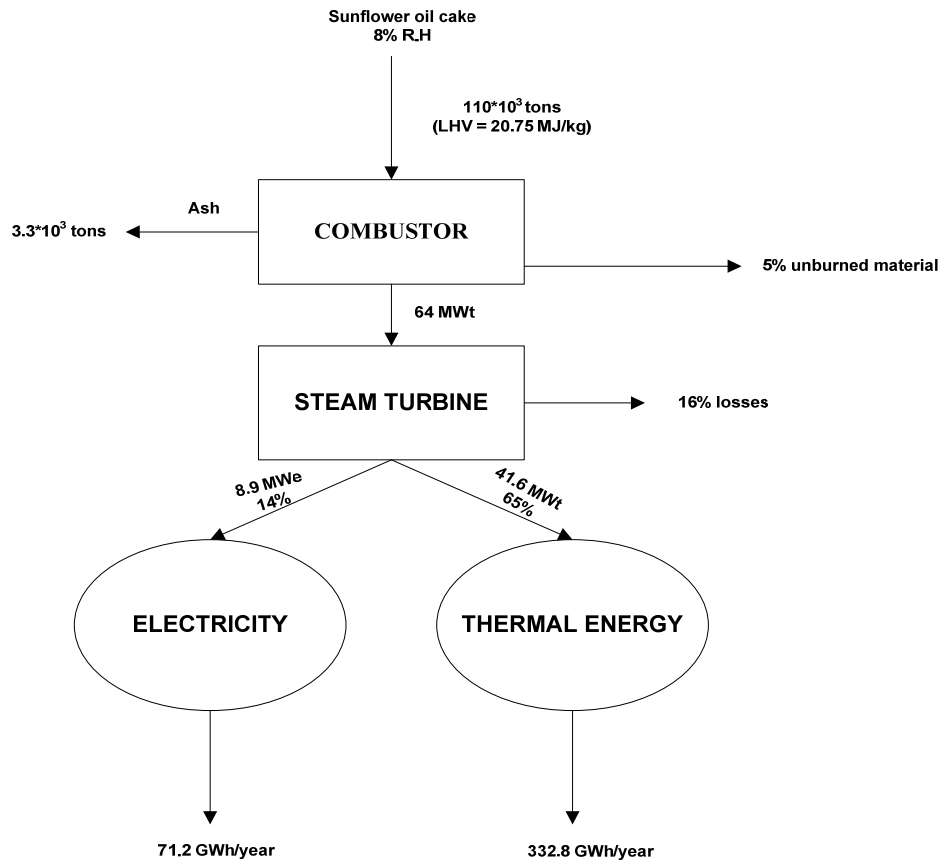 Sunflower oil cake
8% R.H
110*10³ tons
(LHV = 20.75 MJ/kg)
Ash
3.3*10³ tons
COMBUSTOR
5% unburned material
64 MWt
STEAM TURBINE
16% losses
8.9 MWe
14%
41.6 MWt
65%
ELECTRICITY
THERMAL ENERGY
71.2 GWh/year
332.8 GWh/year